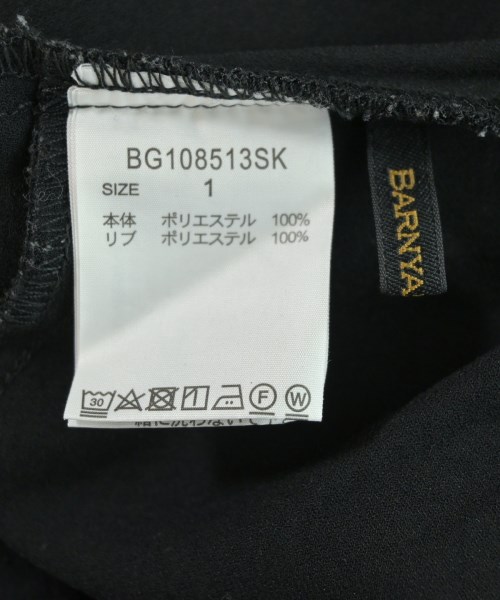 BG108513SK
SIZE 1
本体 ポリエステル 100%
リブ ポリエステル 100%
30 F W
BARNYA